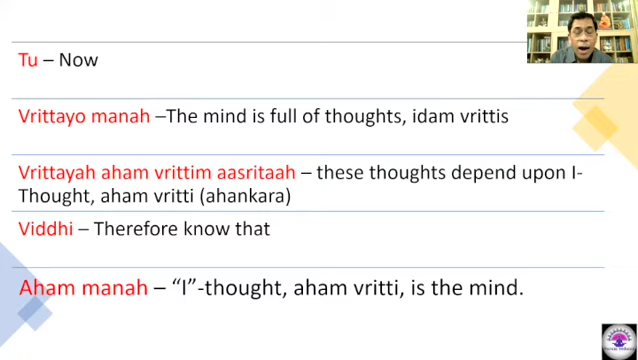 Tu – Now
Vrittayo manah –The mind is full of thoughts, idam vrittis
Vrittayah aham vrittim aasritaah – these thoughts depend upon I-
Thought, aham vritti (ahankara)
Viddhi – Therefore know that
Aham manah – “I”-thought, aham vritti, is the mind.